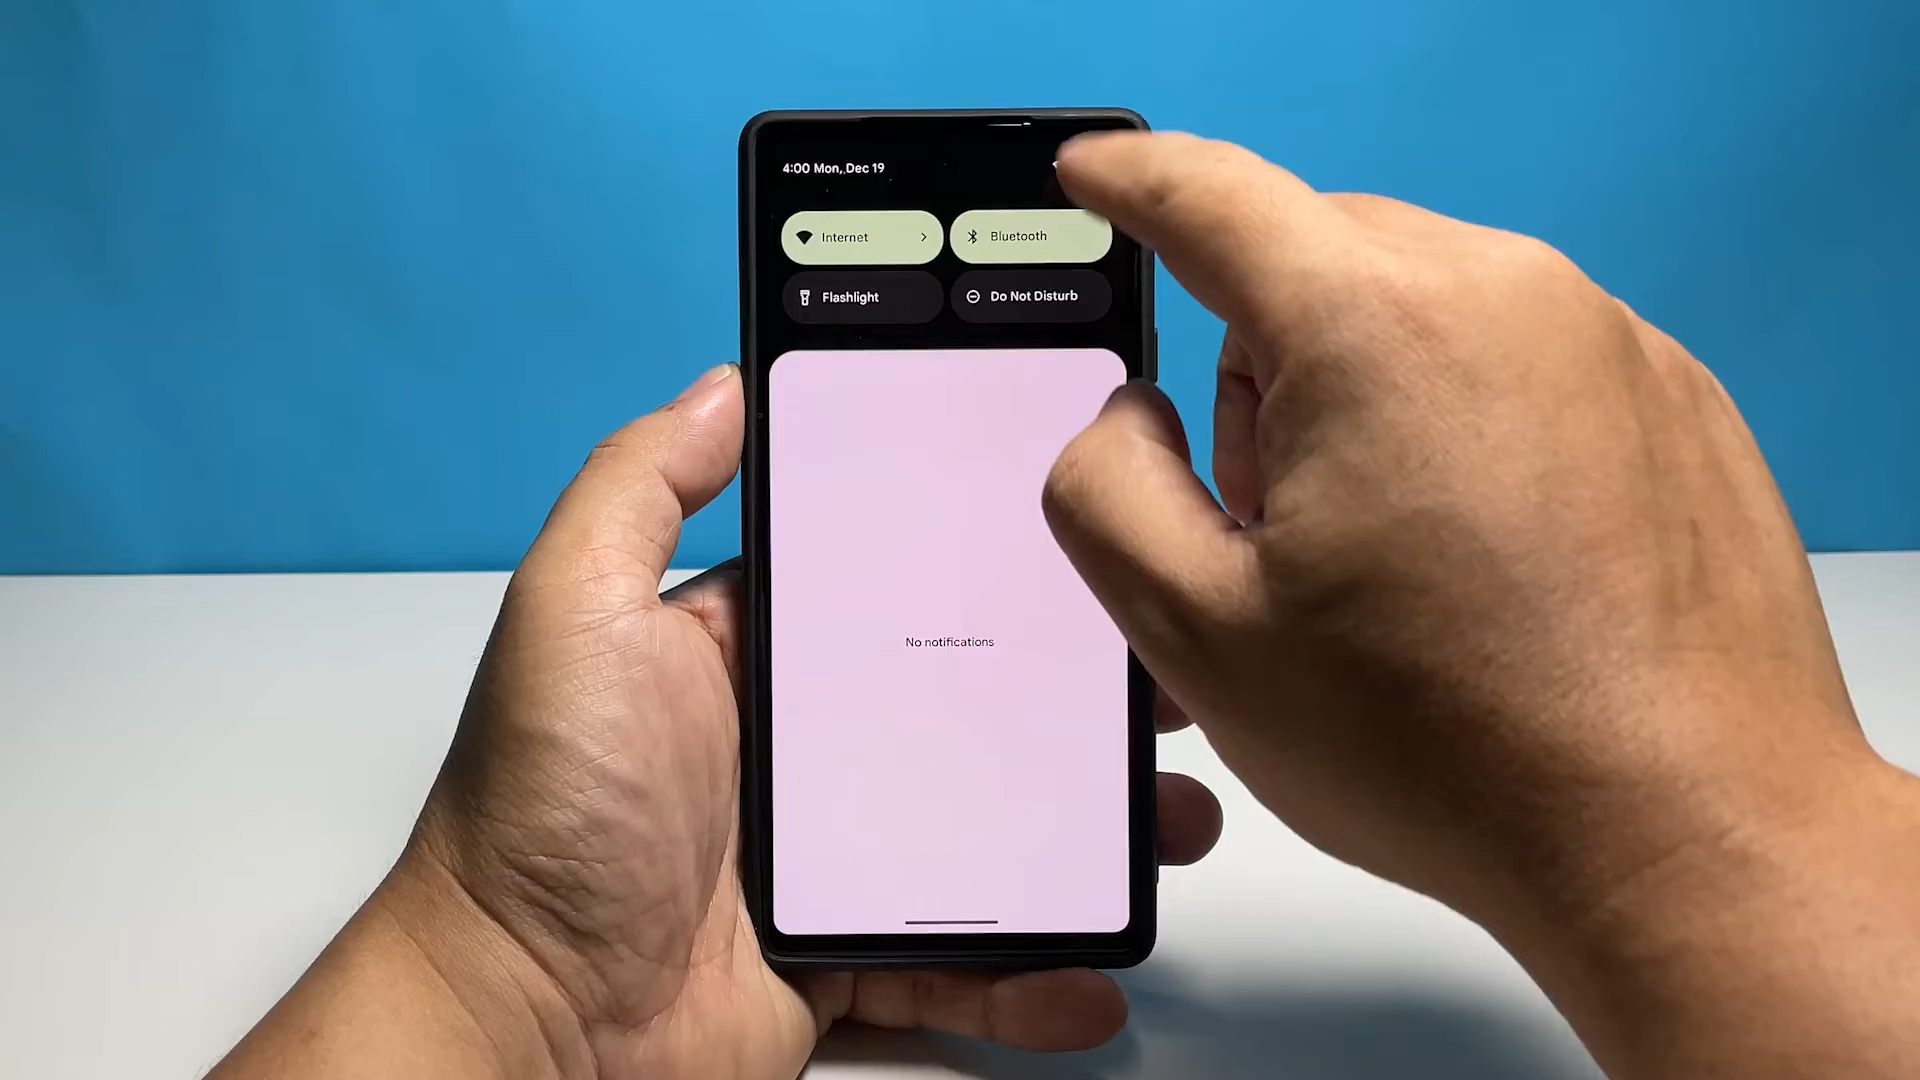 4:00 Mon, Dec 19
Internet
Bluetooth
Flashlight
Do Not Disturb
No notifications